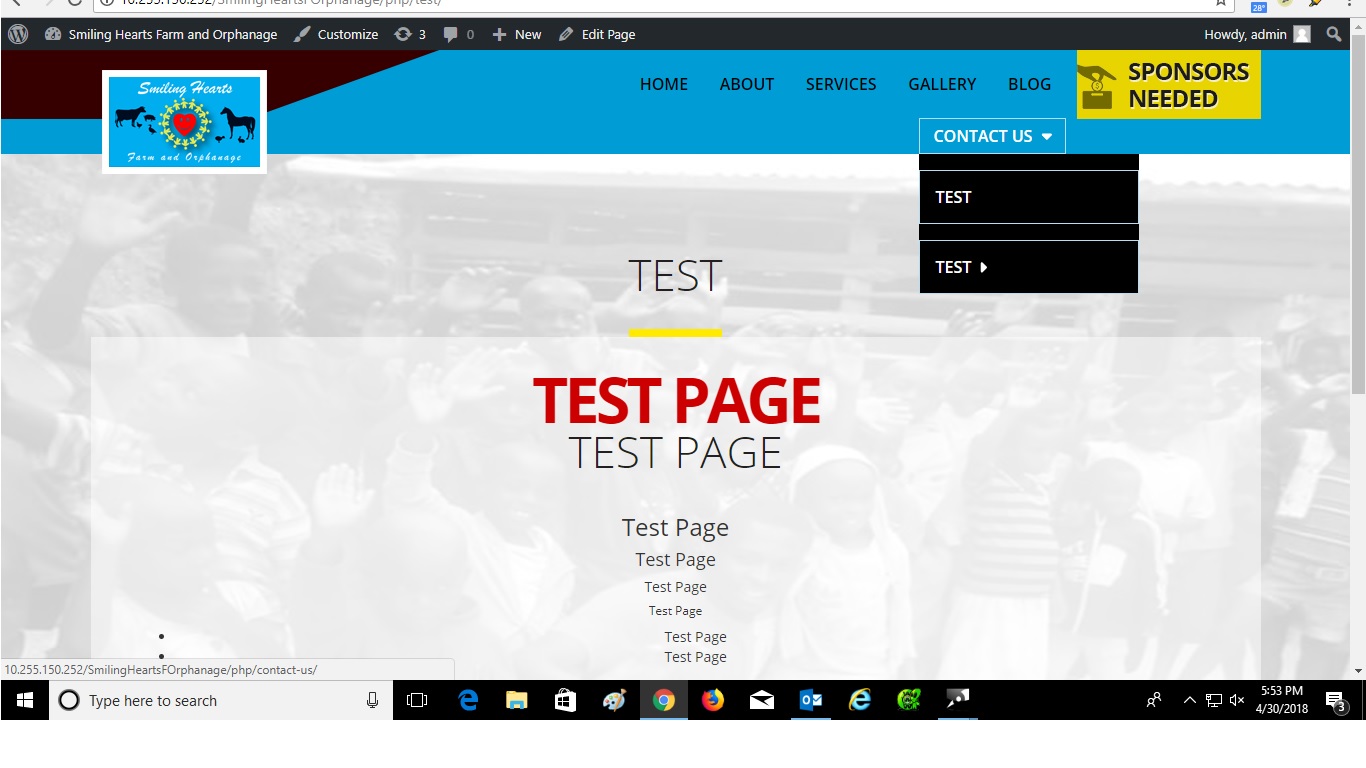 10.255.150.252/SmilingHeartsFOrphanage/php/test/
28°
Smiling Hearts Farm and Orphanage
Customize
3
0
New
Edit Page
Howdy, admin
Smiling Hearts
Farm and Orphanage
HOME
ABOUT
SERVICES
GALLERY
BLOG
SPONSORS
NEEDED
CONTACT US
TEST
TEST
TEST
TEST PAGE
TEST PAGE
Test Page
Test Page
Test Page
Test Page
Test Page
Test Page
10.255.150.252/SmilingHeartsFOrphanage/php/contact-us/
Type here to search
5:53 PM
4/30/2018
3